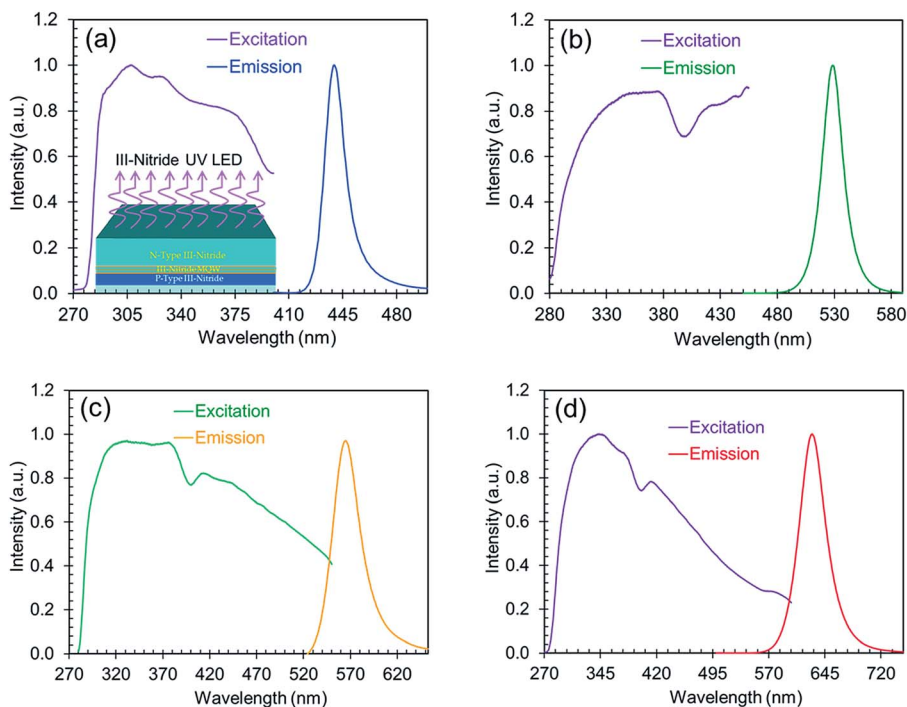 (a)
Excitation
Emission
Intensity (a.u.)
1.2
1.0
0.8
0.6
0.4
0.2
0.0
III-Nitride UV LED
N-Type III-Nitride
III-Nitride MQW
P-Type III-Nitride
270 305 340 375 410 445 480
Wavelength (nm)
(b)
Excitation
Emission
Intensity (a.u.)
1.2
1.0
0.8
0.6
0.4
0.2
0.0
280 330 380 430 480 530 580
Wavelength (nm)
(c)
Excitation
Emission
Intensity (a.u.)
1.2
1.0
0.8
0.6
0.4
0.2
0.0
270 320 370 420 470 520 570 620
Wavelength (nm)
(d)
Excitation
Emission
Intensity (a.u.)
1.2
1.0
0.8
0.6
0.4
0.2
0.0
270 345 420 495 570 645 720
Wavelength (nm)